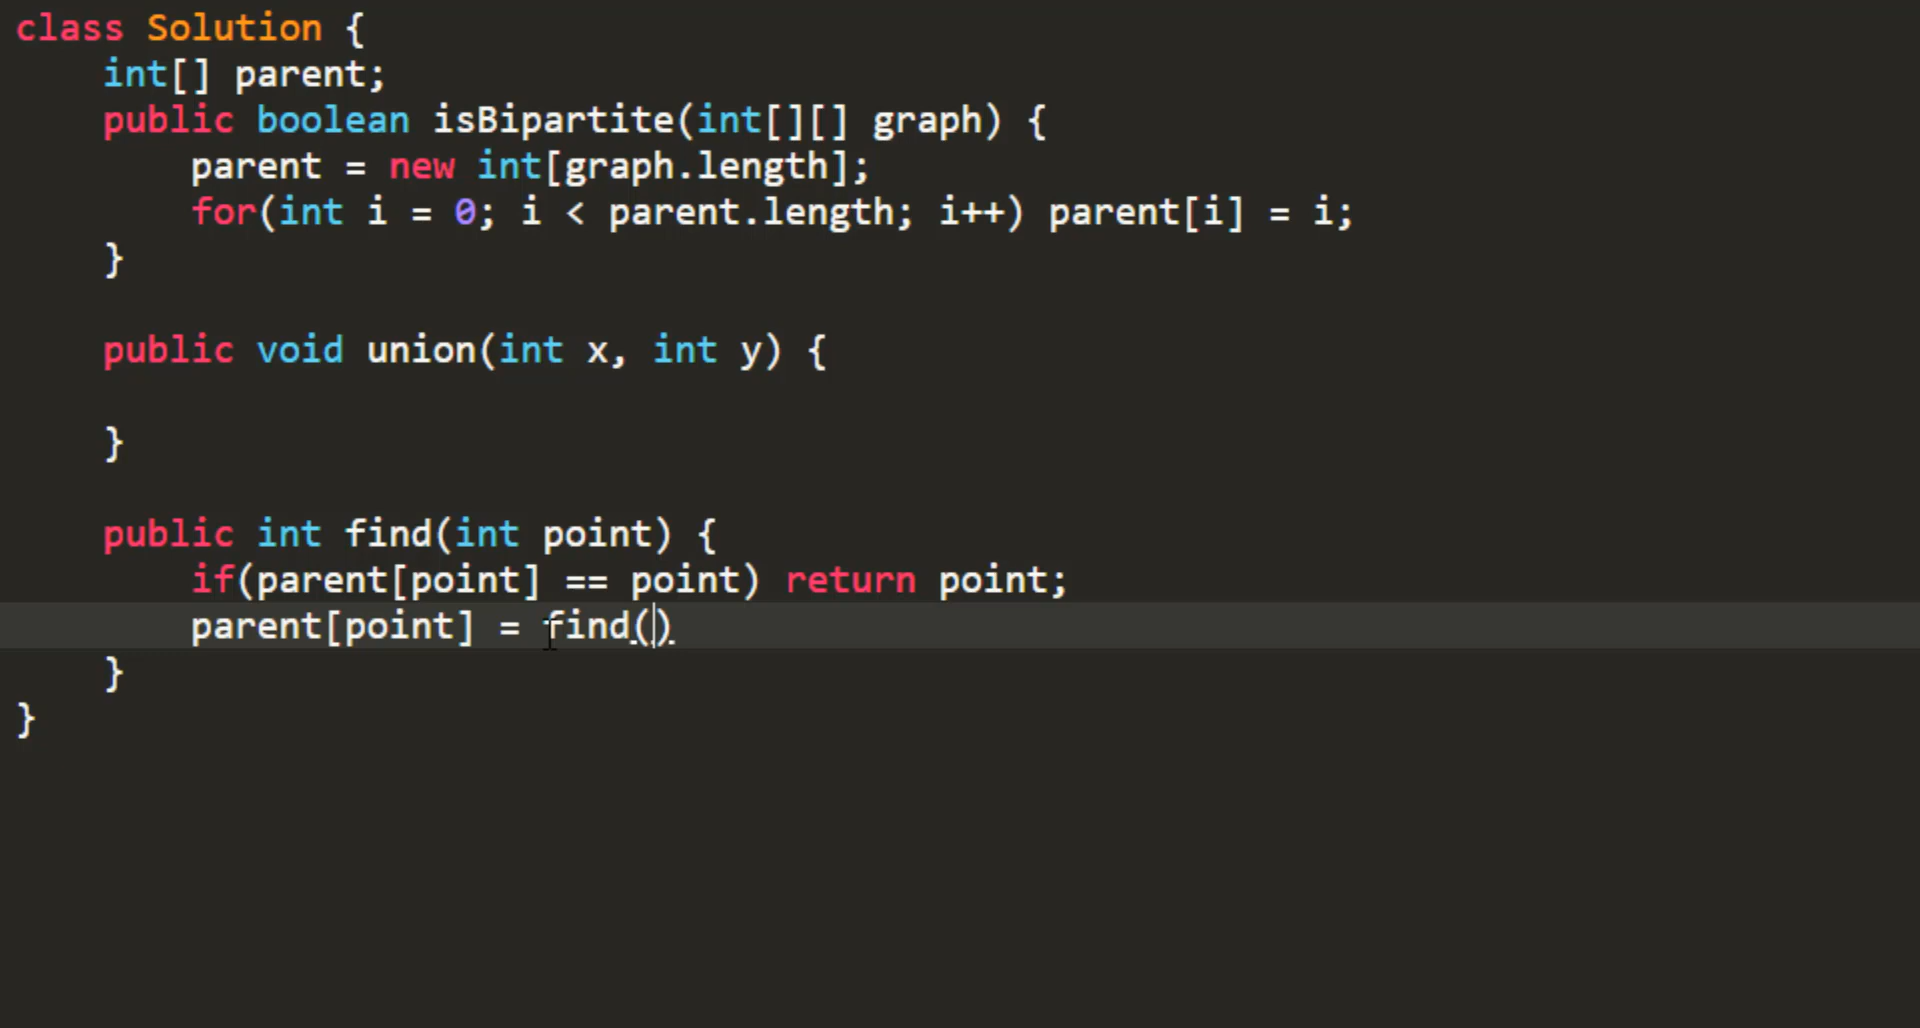 class Solution {
    int[] parent;
    public boolean isBipartite(int[][] graph) {
        parent = new int[graph.length];
        for(int i = 0; i < parent.length; i++) parent[i] = i;
    }

    public void union(int x, int y) {

    }

    public int find(int point) {
        if(parent[point] == point) return point;
        parent[point] = find()
    }
}